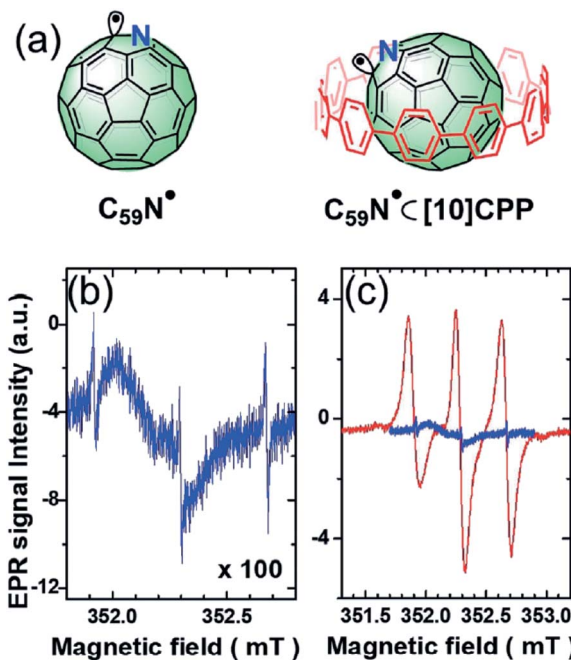 (a)
N
N
C₅₉N• C₅₉N•⊂[10]CPP
(b)
(c)
EPR signal Intensity (a.u.)
0
-4
-8
-12
x 100
352.0 352.5
Magnetic field ( mT )
4
0
-4
351.5 352.0 352.5 353.0
Magnetic field ( mT )